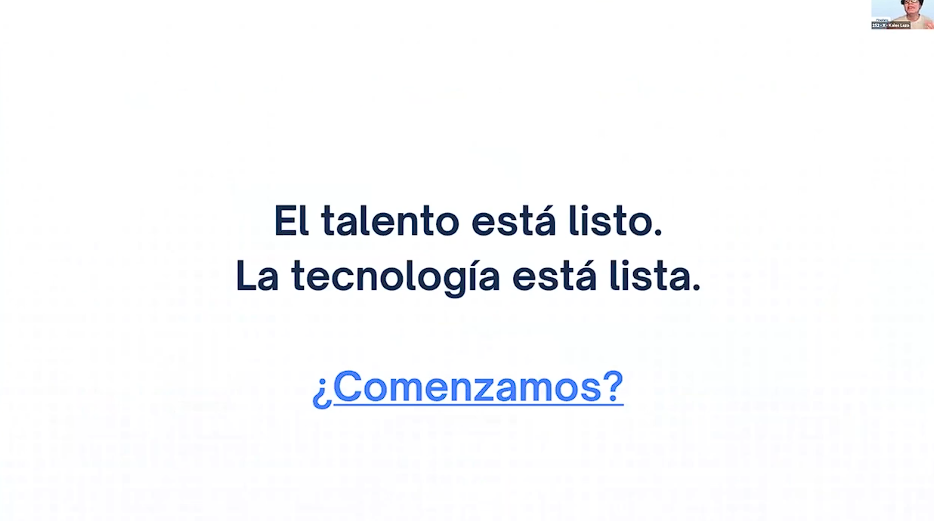 El talento está listo.
La tecnología está lista.
¿Comenzamos?